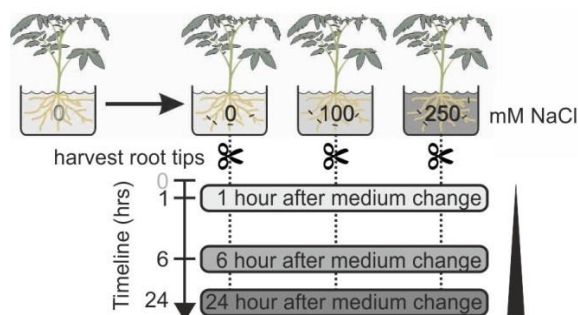 0
0
100
250
mM NaCl
harvest root tips
Timeline (hrs)
0
1
1 hour after medium change
6
6 hour after medium change
24
24 hour after medium change